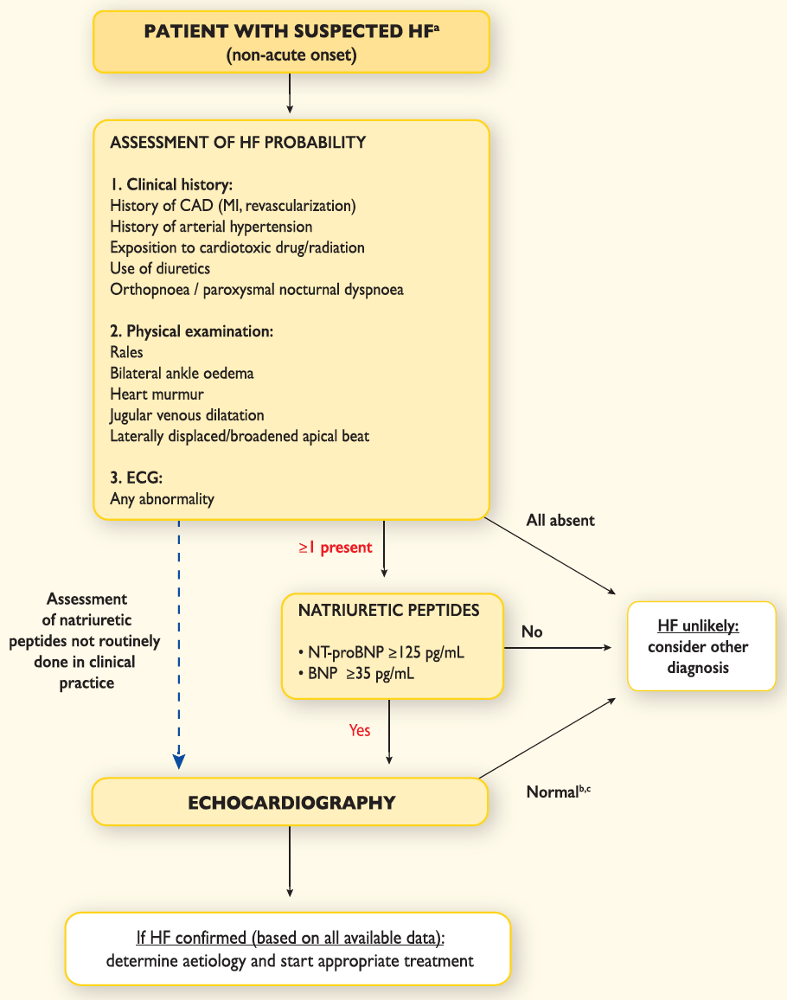 PATIENT WITH SUSPECTED HFᵃ
(non-acute onset)
ASSESSMENT OF HF PROBABILITY
1. Clinical history:
History of CAD (MI, revascularization)
History of arterial hypertension
Exposition to cardiotoxic drug/radiation
Use of diuretics
Orthopnoea / paroxysmal nocturnal dyspnoea
2. Physical examination:
Rales
Bilateral ankle oedema
Heart murmur
Jugular venous dilatation
Laterally displaced/broadened apical beat
3. ECG:
Any abnormality
All absent
≥1 present
Assessment
of natriuretic
peptides not routinely
done in clinical
practice
NATRIURETIC PEPTIDES
• NT-proBNP ≥125 pg/mL
• BNP ≥35 pg/mL
No
HF unlikely:
consider other
diagnosis
Yes
Normalᵇ,ᶜ
ECHOCARDIOGRAPHY
If HF confirmed (based on all available data):
determine aetiology and start appropriate treatment